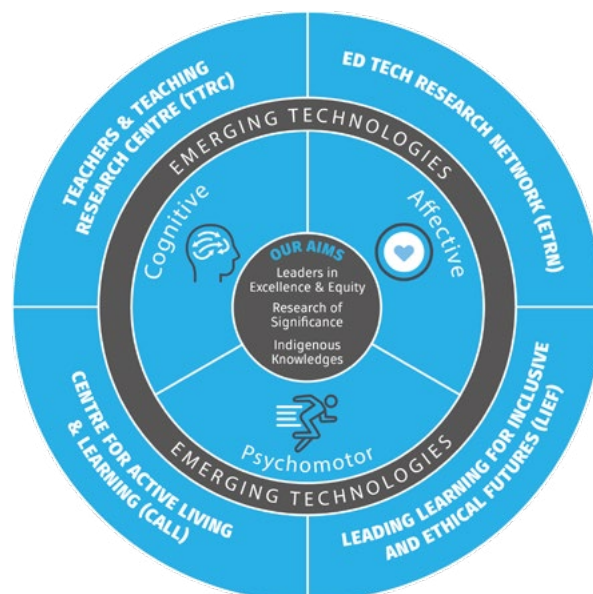 TEACHERS & TEACHING
RESEARCH CENTRE (TTRC)
ED TECH RESEARCH NETWORK (ETRN)
EMERGING TECHNOLOGIES
Cognitive
Affective
OUR AIMS
Leaders in
Excellence & Equity
Research of
Significance
Indigenous
Knowledges
Psychomotor
EMERGING TECHNOLOGIES
CENTRE FOR ACTIVE LIVING
& LEARNING (CALL)
LEADING LEARNING FOR INCLUSIVE
AND ETHICAL FUTURES (LIEF)